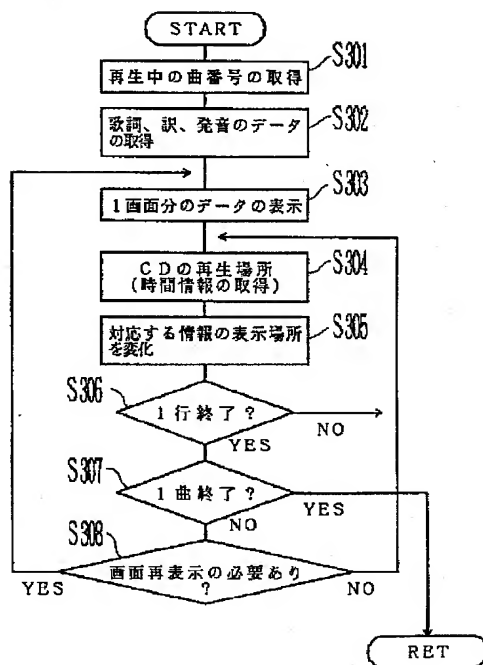 START
S301
再生中の曲番号の取得
S302
歌詞、訳、発音のデータ
の取得
S303
1画面分のデータの表示
S304
CDの再生場所
(時間情報の取得)
S305
対応する情報の表示場所
を変化
S306
1行終了?
NO
YES
S307
1曲終了?
YES
NO
S308
画面再表示の必要あり
?
YES
NO
RET